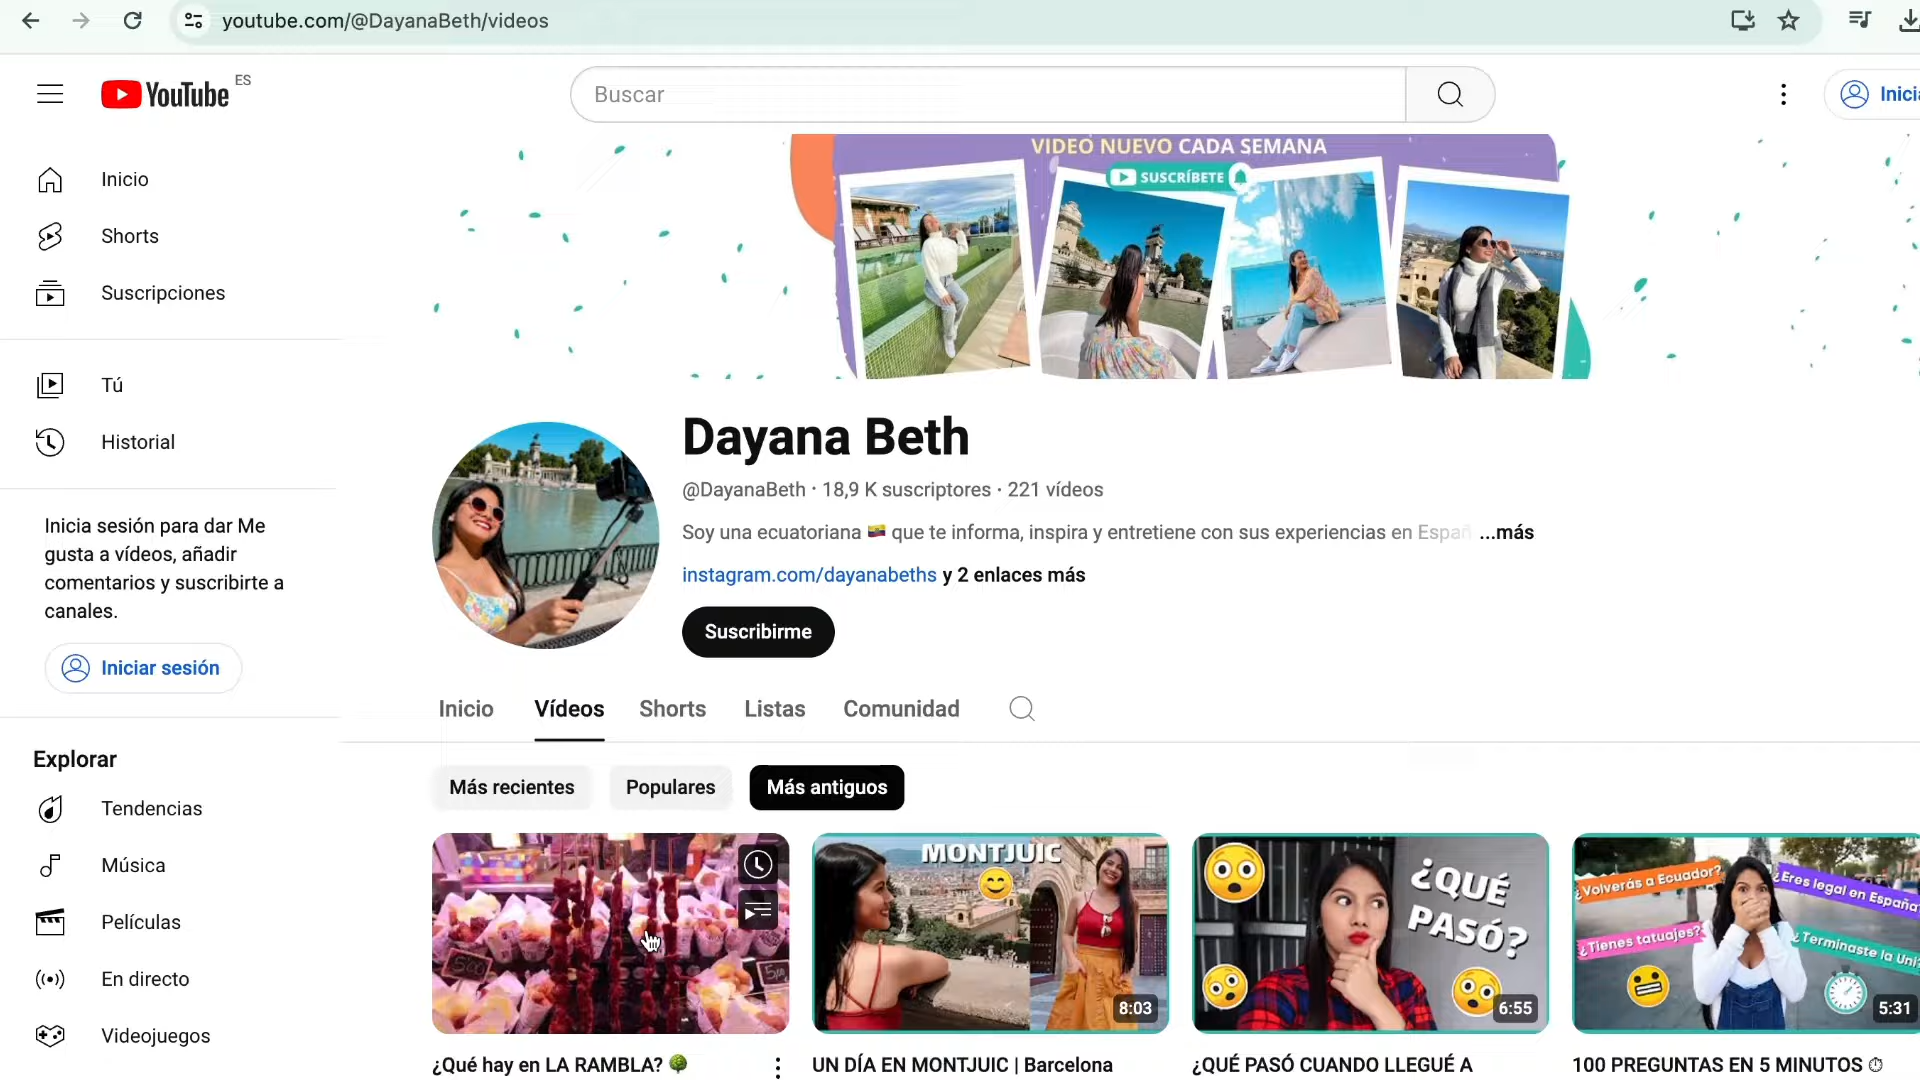 youtube.com/@DayanaBeth/videos
YouTube ES
Buscar
Inicio
Shorts
Suscripciones
Tú
Historial
Inicia sesión para dar Me
gusta a vídeos, añadir
comentarios y suscribirte a
canales.
Iniciar sesión
Explorar
Tendencias
Música
Películas
En directo
Videojuegos
VIDEO NUEVO CADA SEMANA
SUSCRÍBETE
Dayana Beth
@DayanaBeth · 18,9 K suscriptores · 221 vídeos
Soy una ecuatoriana 🇪🇨 que te informa, inspira y entretiene con sus experiencias en Españ ...más
instagram.com/dayanabeths y 2 enlaces más
Suscribirme
Inicio Vídeos Shorts Listas Comunidad
Más recientes Populares Más antiguos
MONTJUIC
8:03
¿QUÉ
PASÓ?
6:55
¿Volverás a Ecuador?
¿Eres legal en España?
¿Tienes tatuajes?
¿Terminaste la Uni?
5:31
¿Qué hay en LA RAMBLA? 🌳
UN DÍA EN MONTJUIC | Barcelona
¿QUÉ PASÓ CUANDO LLEGUÉ A
100 PREGUNTAS EN 5 MINUTOS ⏱